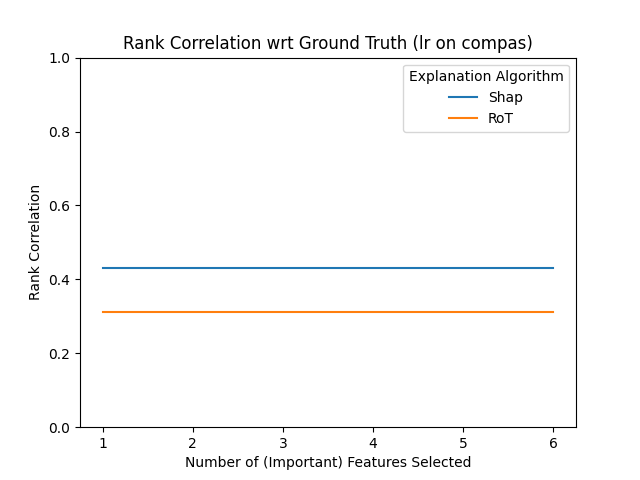 Rank Correlation wrt Ground Truth (lr on compas)
Explanation Algorithm
Shap
RoT
Rank Correlation
1.0
0.8
0.6
0.4
0.2
0.0
1 2 3 4 5 6
Number of (Important) Features Selected